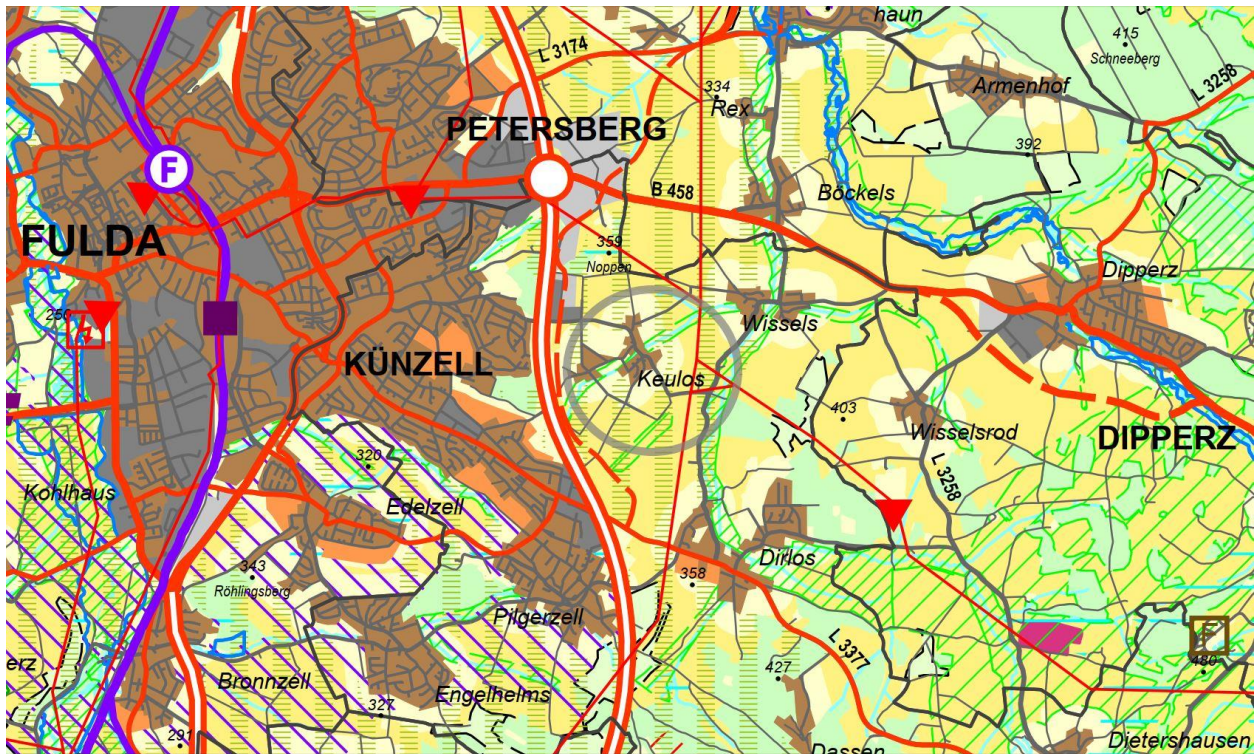 haun
415
Schneeberg
L 3174
L 3258
334
Rex
Armenhof
PETERSBERG
392
F
B 458
Böckels
FULDA
359
Noppen
Dipperz
250
Wissels
KÜNZELL
Keulos
403
Wisselsrod
DIPPERZ
320
Kohlhaus
Edelzell
L 3258
Dirlos
343
Röhlingsberg
358
Pilgerzell
L 3377
erz
480
Bronnzell
427
Engelhelms
327
291
Dassen
Dietershausen